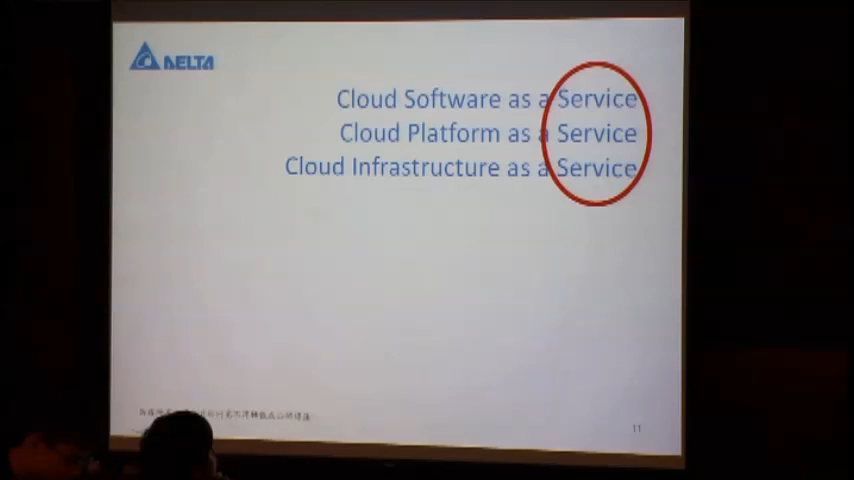 DELTA
Cloud Software as a Service
Cloud Platform as a Service
Cloud Infrastructure as a Service
11